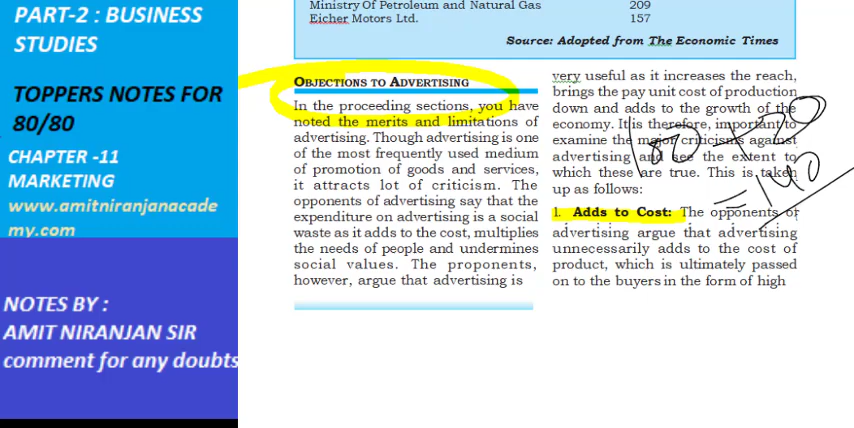 PART-2 : BUSINESS
STUDIES
TOPPERS NOTES FOR
80/80
CHAPTER -11
MARKETING
www.amitniranjanacade
my.com
NOTES BY :
AMIT NIRANJAN SIR
comment for any doubts
Ministry Of Petroleum and Natural Gas 209
Eicher Motors Ltd. 157
Source: Adopted from The Economic Times
OBJECTIONS TO ADVERTISING
In the proceeding sections, you have
noted the merits and limitations of
advertising. Though advertising is one
of the most frequently used medium
of promotion of goods and services,
it attracts lot of criticism. The
opponents of advertising say that the
expenditure on advertising is a social
waste as it adds to the cost, multiplies
the needs of people and undermines
social values. The proponents,
however, argue that advertising is
very useful as it increases the reach,
brings the pay unit cost of production
down and adds to the growth of the
economy. It is therefore, important to
examine the major criticisms against
advertising and see the extent to
which these are true. This is taken
up as follows:
1. Adds to Cost: The opponents of
advertising argue that advertising
unnecessarily adds to the cost of
product, which is ultimately passed
on to the buyers in the form of high